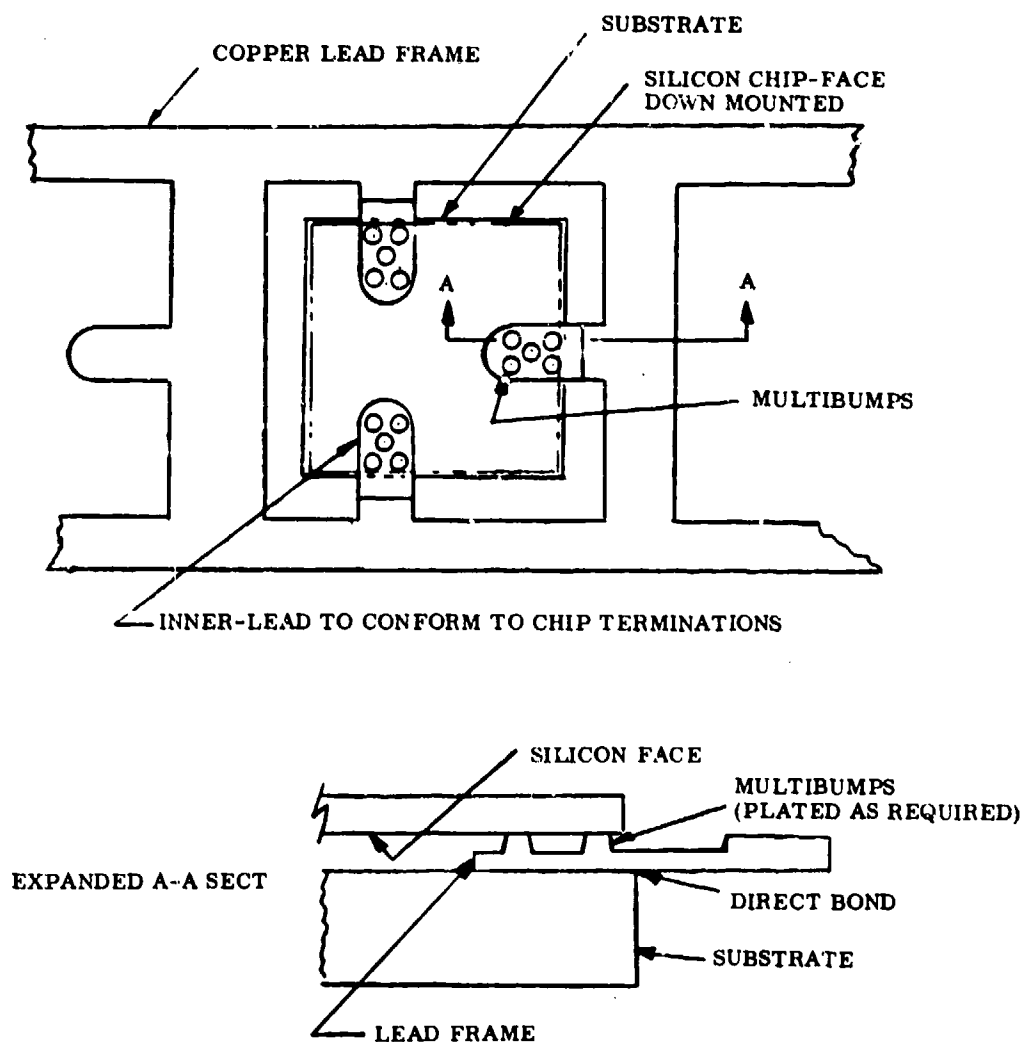 SUBSTRATE
COPPER LEAD FRAME
SILICON CHIP-FACE
DOWN MOUNTED
A
A
MULTIBUMPS
INNER-LEAD TO CONFORM TO CHIP TERMINATIONS
SILICON FACE
MULTIBUMPS
(PLATED AS REQUIRED)
EXPANDED A-A SECT
DIRECT BOND
SUBSTRATE
LEAD FRAME